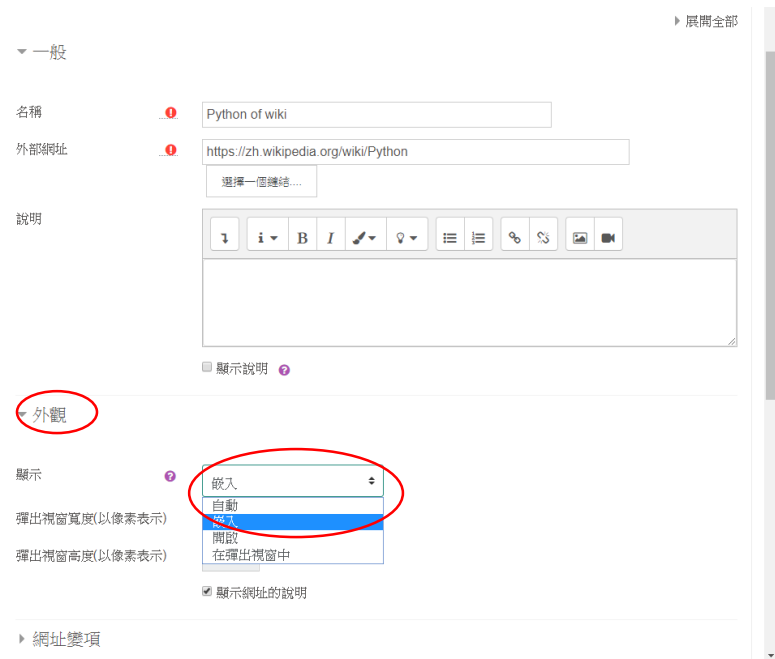 展開全部
一般
名稱
Python of wiki
外部網址
https://zh.wikipedia.org/wiki/Python
選擇一個鏈結....
說明
顯示說明
外觀
顯示
嵌入
自動
嵌入
開啟
在彈出視窗中
彈出視窗寬度(以像素表示)
彈出視窗高度(以像素表示)
顯示網址的說明
網址變項